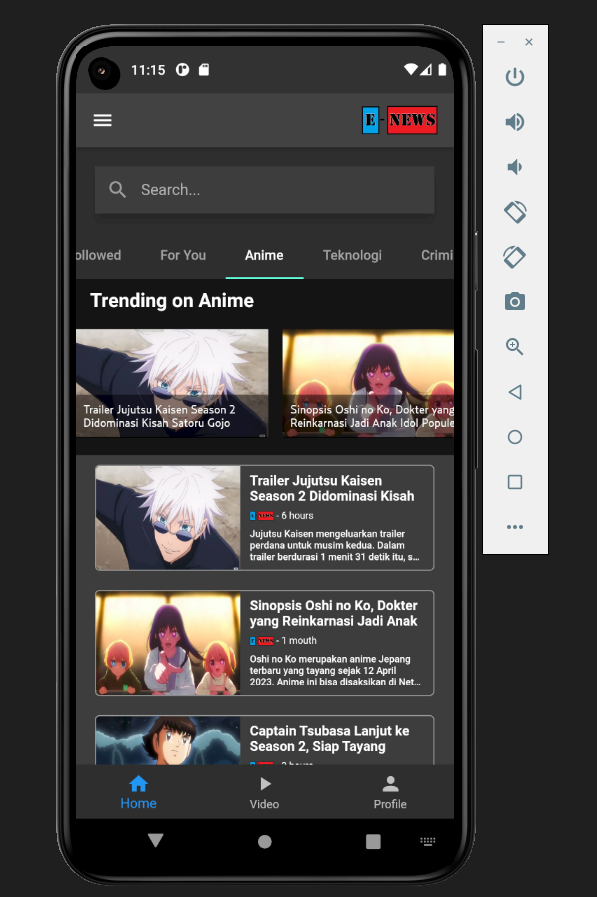 11:15
E - NEWS
Search...
ollowed
For You
Anime
Teknologi
Crimi
Trending on Anime
Trailer Jujutsu Kaisen Season 2
Didominasi Kisah Satoru Gojo
Sinopsis Oshi no Ko, Dokter yang
Reinkarnasi Jadi Anak Idol Popule
Trailer Jujutsu Kaisen
Season 2 Didominasi Kisah
E NEWS - 6 hours
Jujutsu Kaisen mengeluarkan trailer
perdana untuk musim kedua. Dalam
trailer berdurasi 1 menit 31 detik itu, s...
Sinopsis Oshi no Ko, Dokter
yang Reinkarnasi Jadi Anak
E NEWS - 1 mouth
Oshi no Ko merupakan anime Jepang
terbaru yang tayang sejak 12 April
2023. Anime ini bisa disaksikan di Net...
Captain Tsubasa Lanjut ke
Season 2, Siap Tayang
Home
Video
Profile